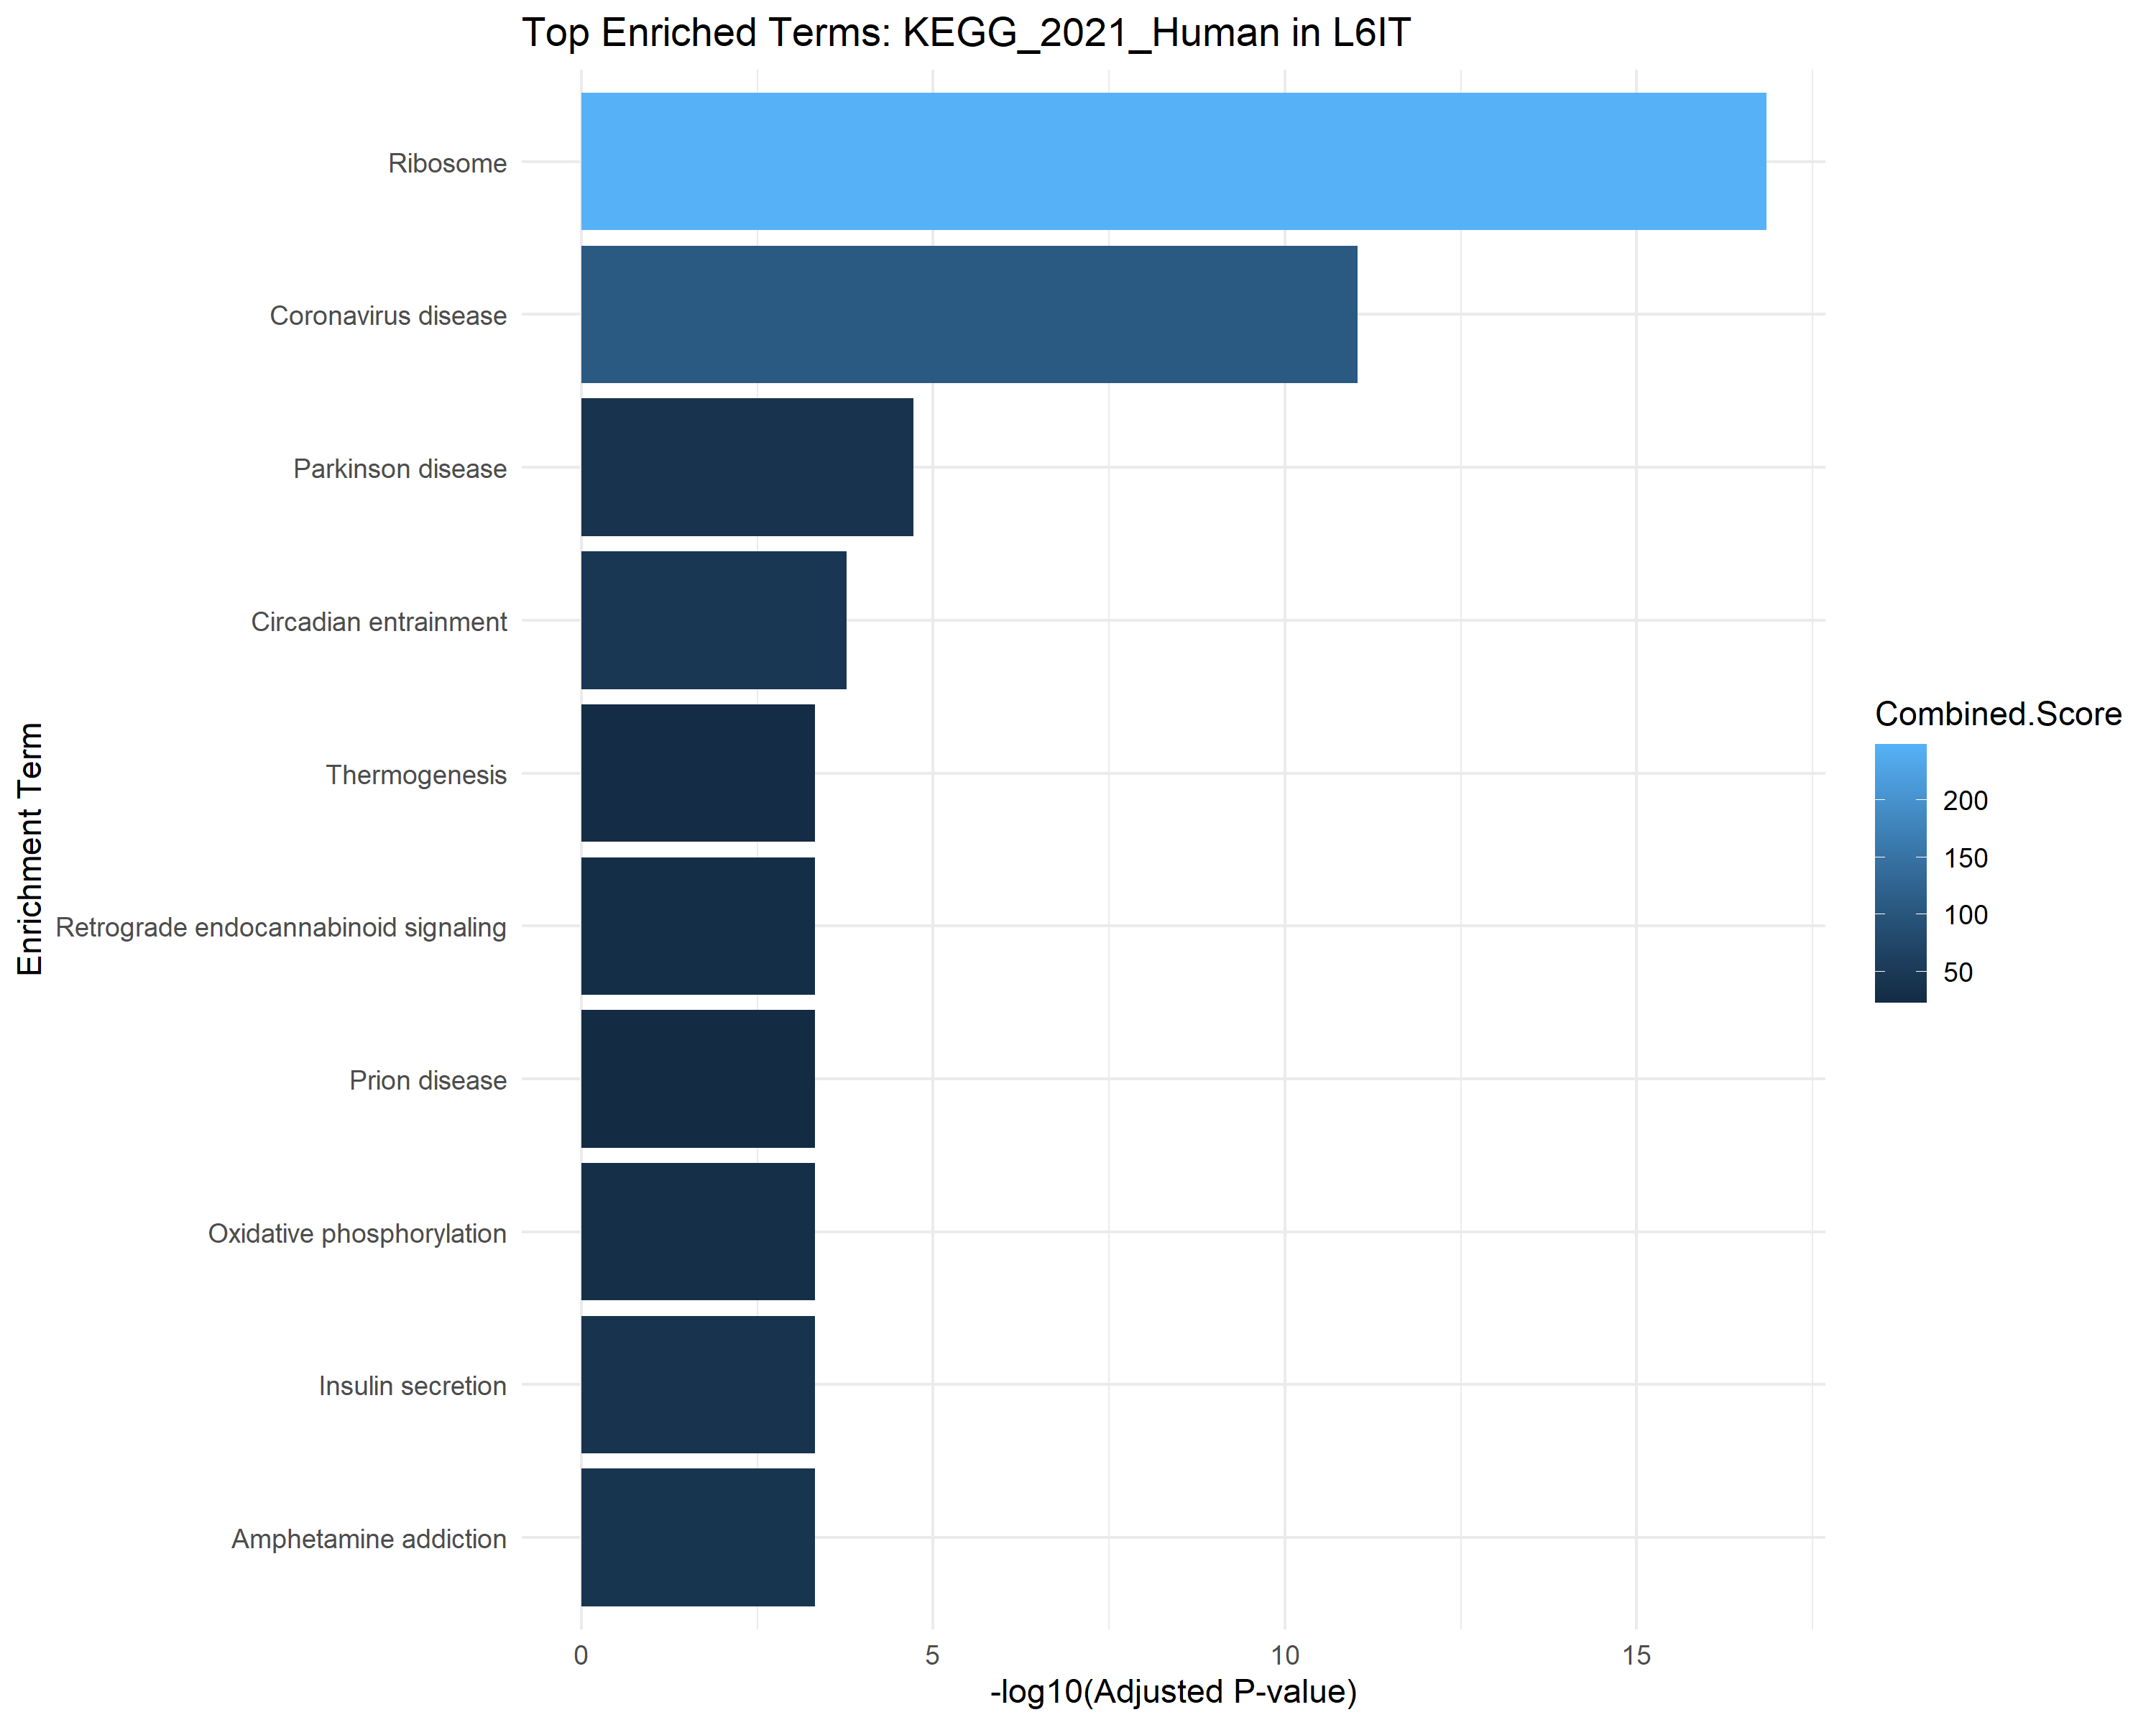 Top Enriched Terms: KEGG_2021_Human in L6IT
Ribosome
Coronavirus disease
Parkinson disease
Circadian entrainment
Thermogenesis
Retrograde endocannabinoid signaling
Prion disease
Oxidative phosphorylation
Insulin secretion
Amphetamine addiction
Enrichment Term
0 5 10 15
-log10(Adjusted P-value)
Combined.Score
200
150
100
50